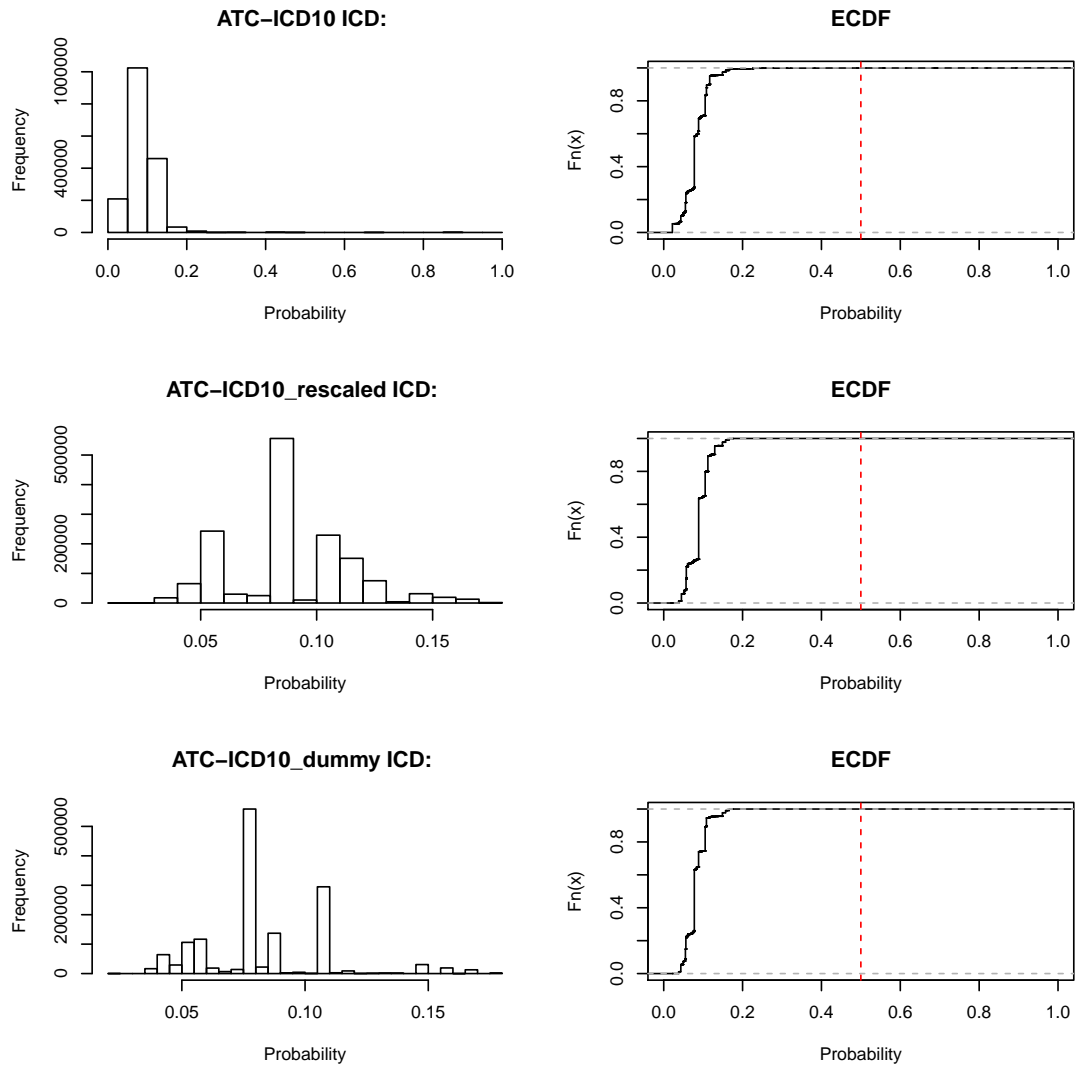 ATC−ICD10 ICD:
Frequency
0 400000 1000000
0.0 0.2 0.4 0.6 0.8 1.0
Probability
ECDF
Fn(x)
0.0 0.4 0.8
0.0 0.2 0.4 0.6 0.8 1.0
Probability
ATC−ICD10_rescaled ICD:
Frequency
0 200000 500000
0.05 0.10 0.15
Probability
ECDF
Fn(x)
0.0 0.4 0.8
0.0 0.2 0.4 0.6 0.8 1.0
Probability
ATC−ICD10_dummy ICD:
Frequency
0 200000 500000
0.05 0.10 0.15
Probability
ECDF
Fn(x)
0.0 0.4 0.8
0.0 0.2 0.4 0.6 0.8 1.0
Probability